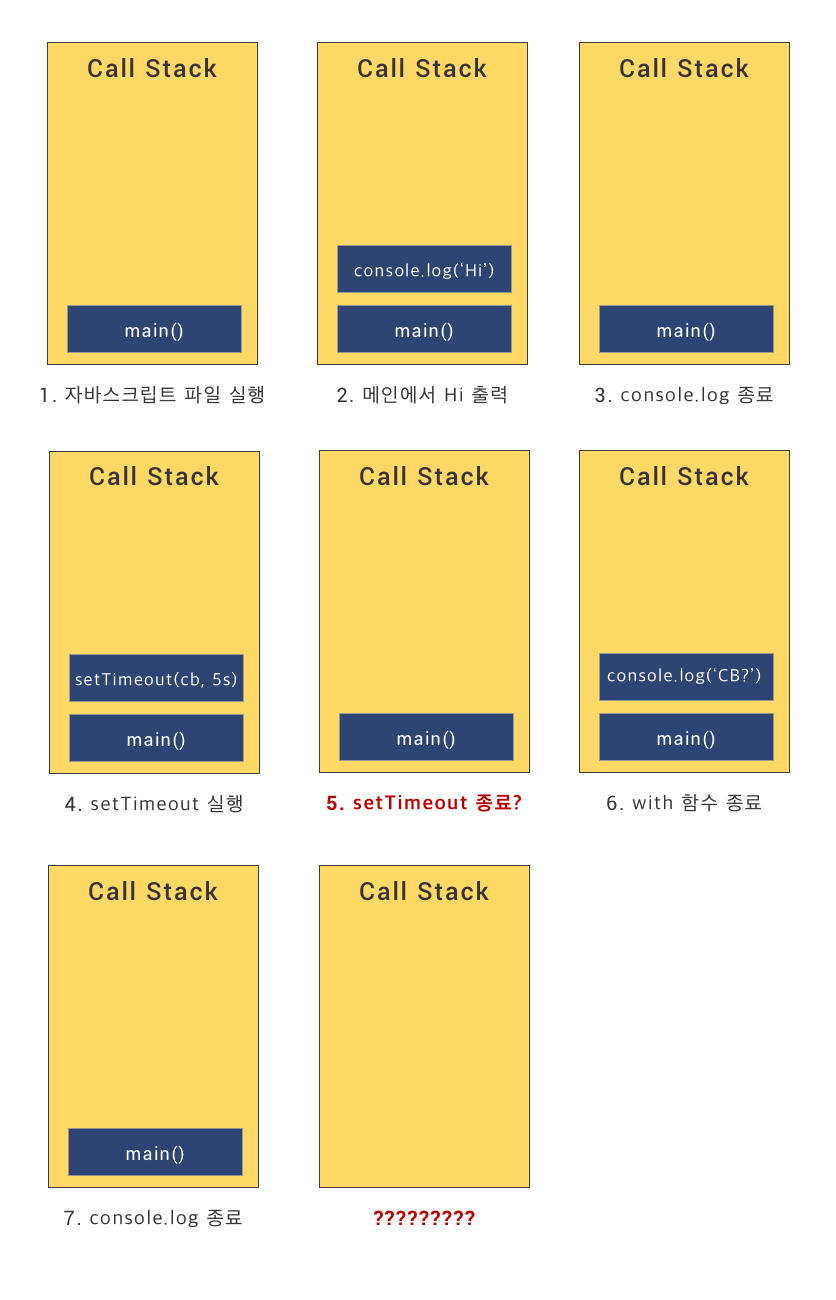 Call Stack
main()
1. 자바스크립트 파일 실행
Call Stack
console.log(‘Hi’)
main()
2. 메인에서 Hi 출력
Call Stack
main()
3. console.log 종료
Call Stack
setTimeout(cb, 5s)
main()
4. setTimeout 실행
Call Stack
main()
5. setTimeout 종료?
Call Stack
console.log(‘CB?’)
main()
6. with 함수 종료
Call Stack
main()
7. console.log 종료
Call Stack
?????????